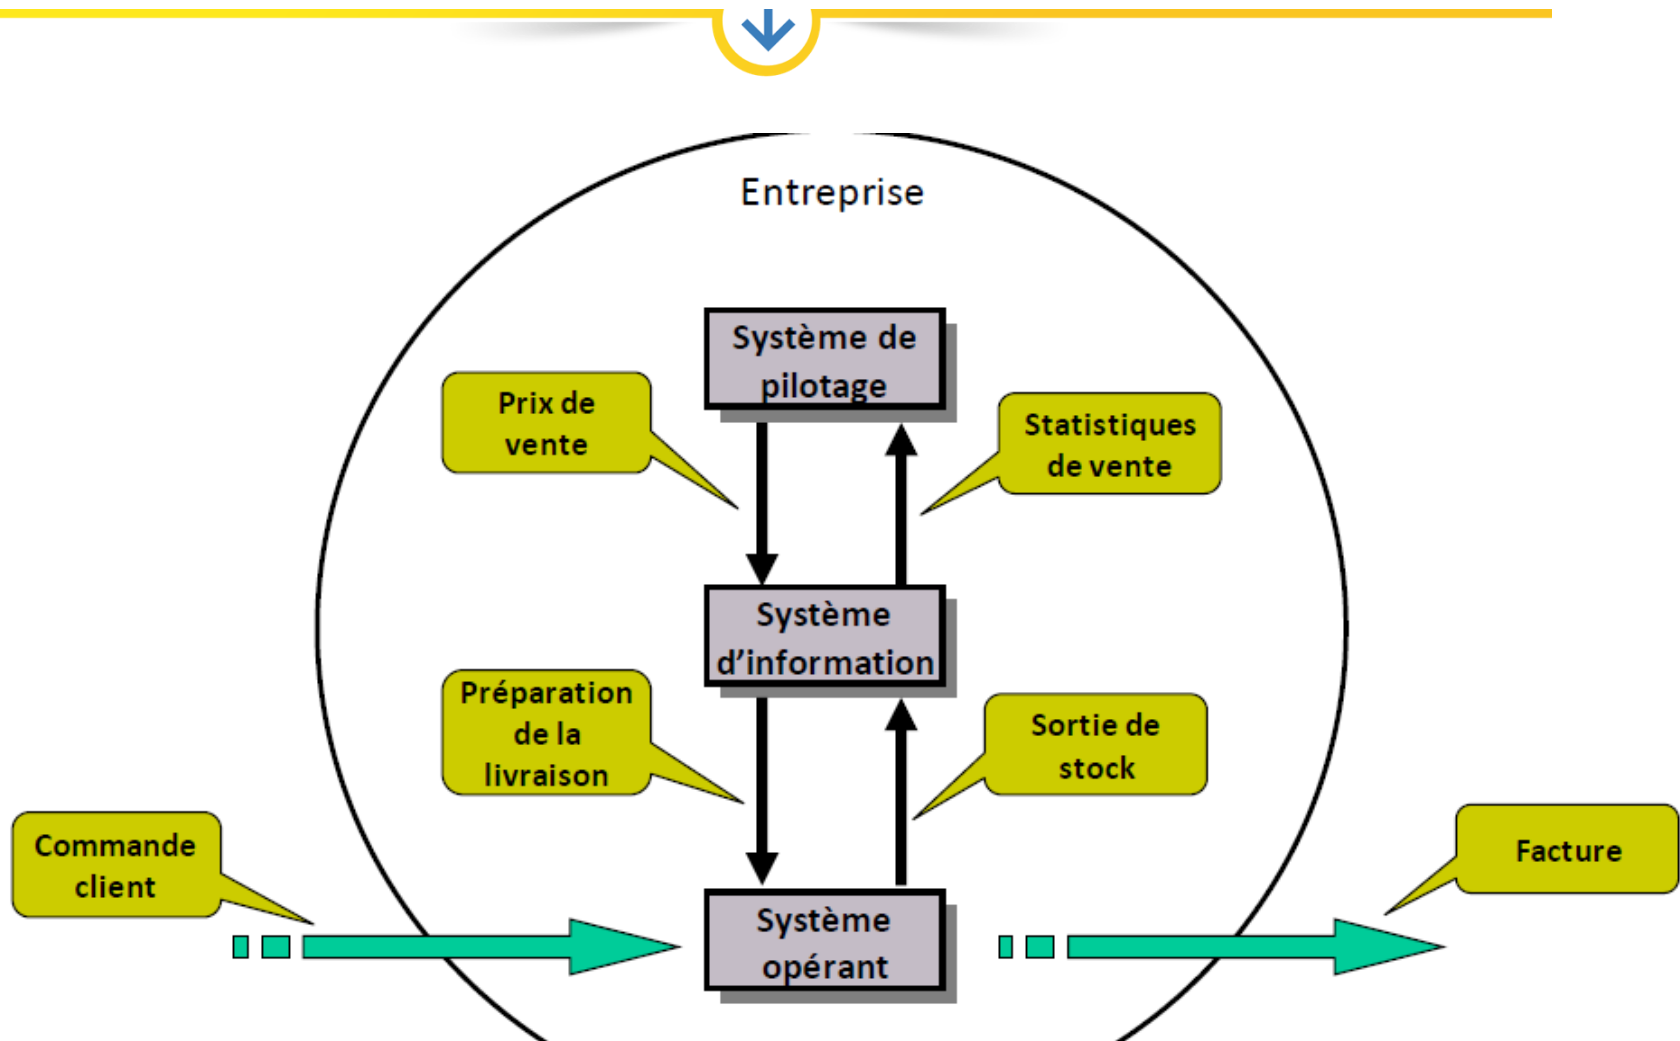 Entreprise
Système de
pilotage
Prix de
vente
Statistiques
de vente
Système
d’information
Préparation
de la
livraison
Sortie de
stock
Commande
client
Facture
Système
opérant